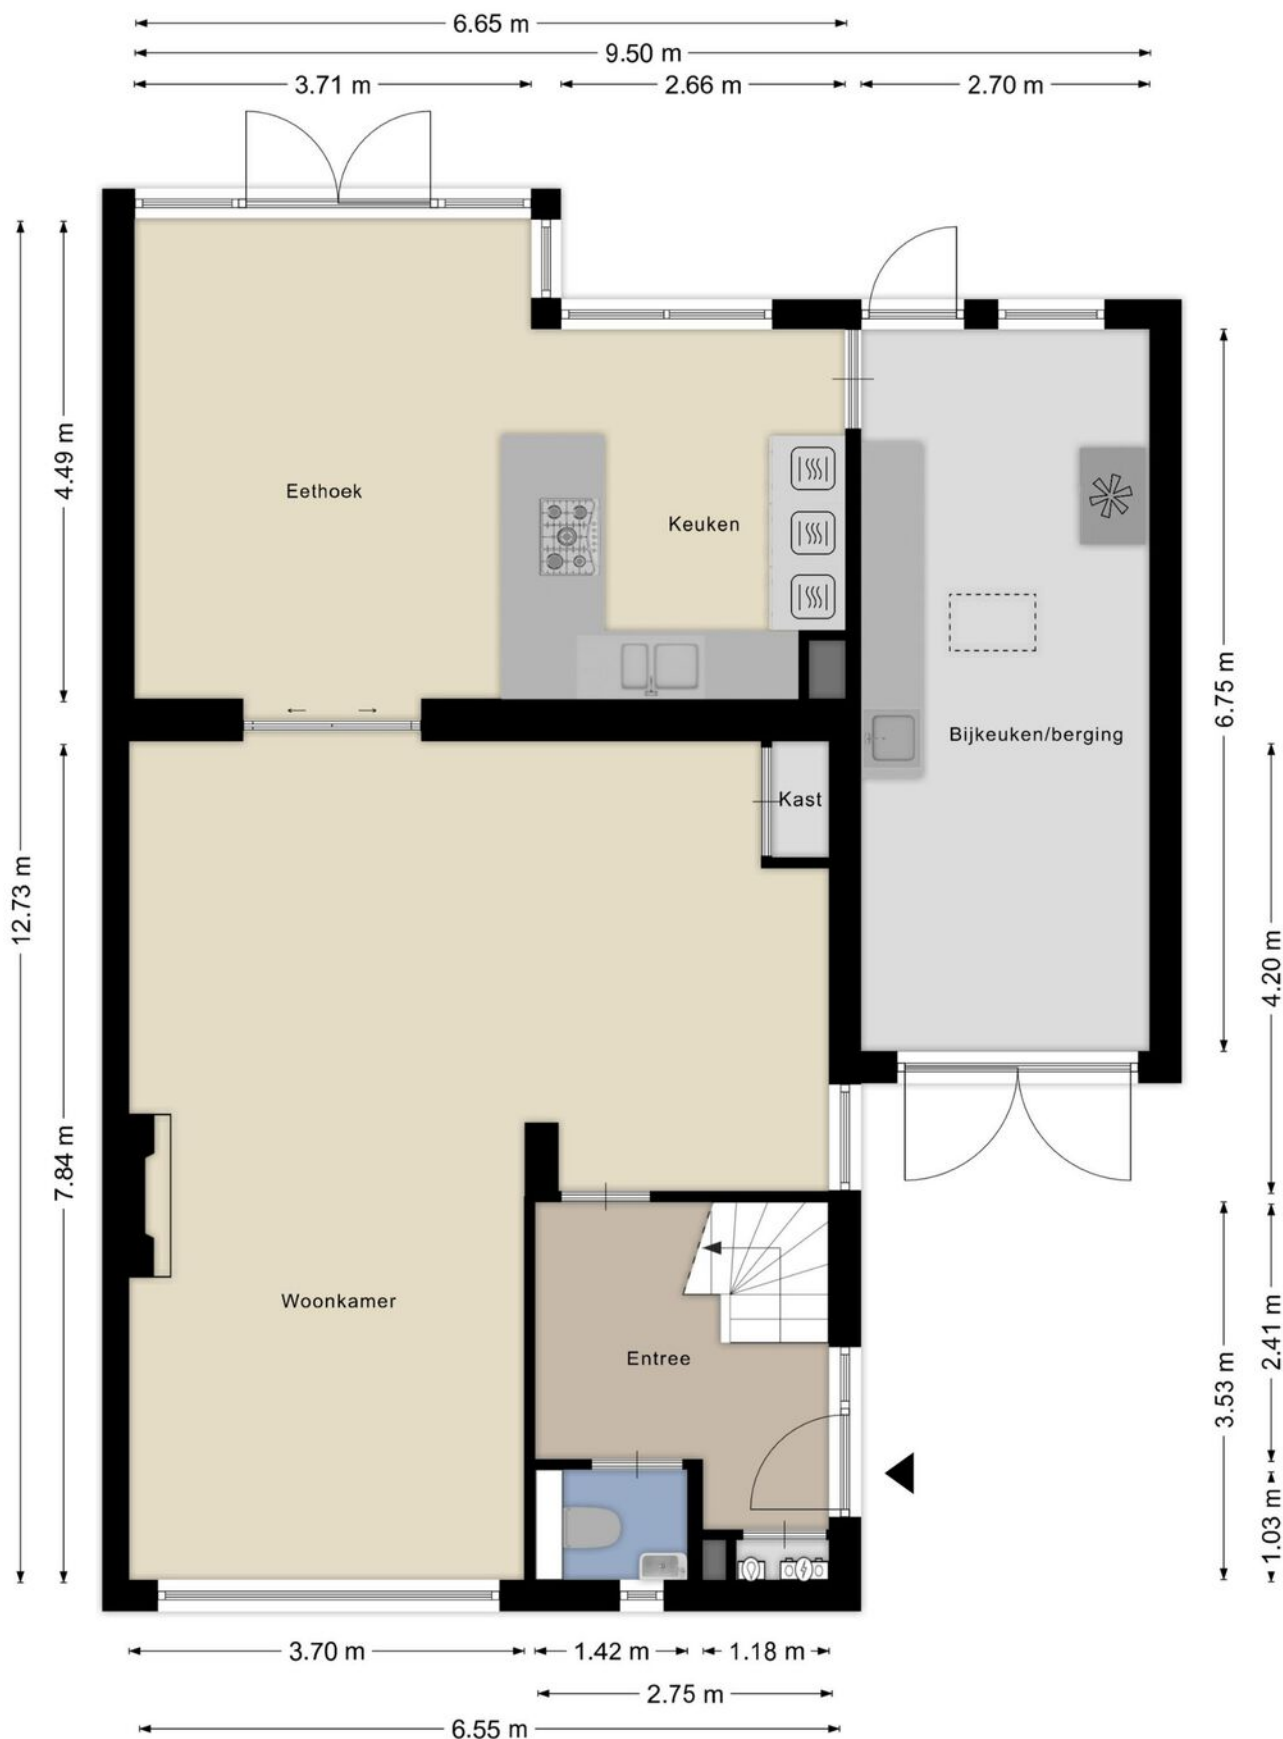 6.65 m
9.50 m
3.71 m
2.66 m
2.70 m
4.49 m
Eethoek
Keuken
6.75 m
Bijkeuken/berging
Kast
12.73 m
4.20 m
7.84 m
Woonkamer
Entree
2.41 m
3.53 m
1.03 m
3.70 m
1.42 m
1.18 m
2.75 m
6.55 m